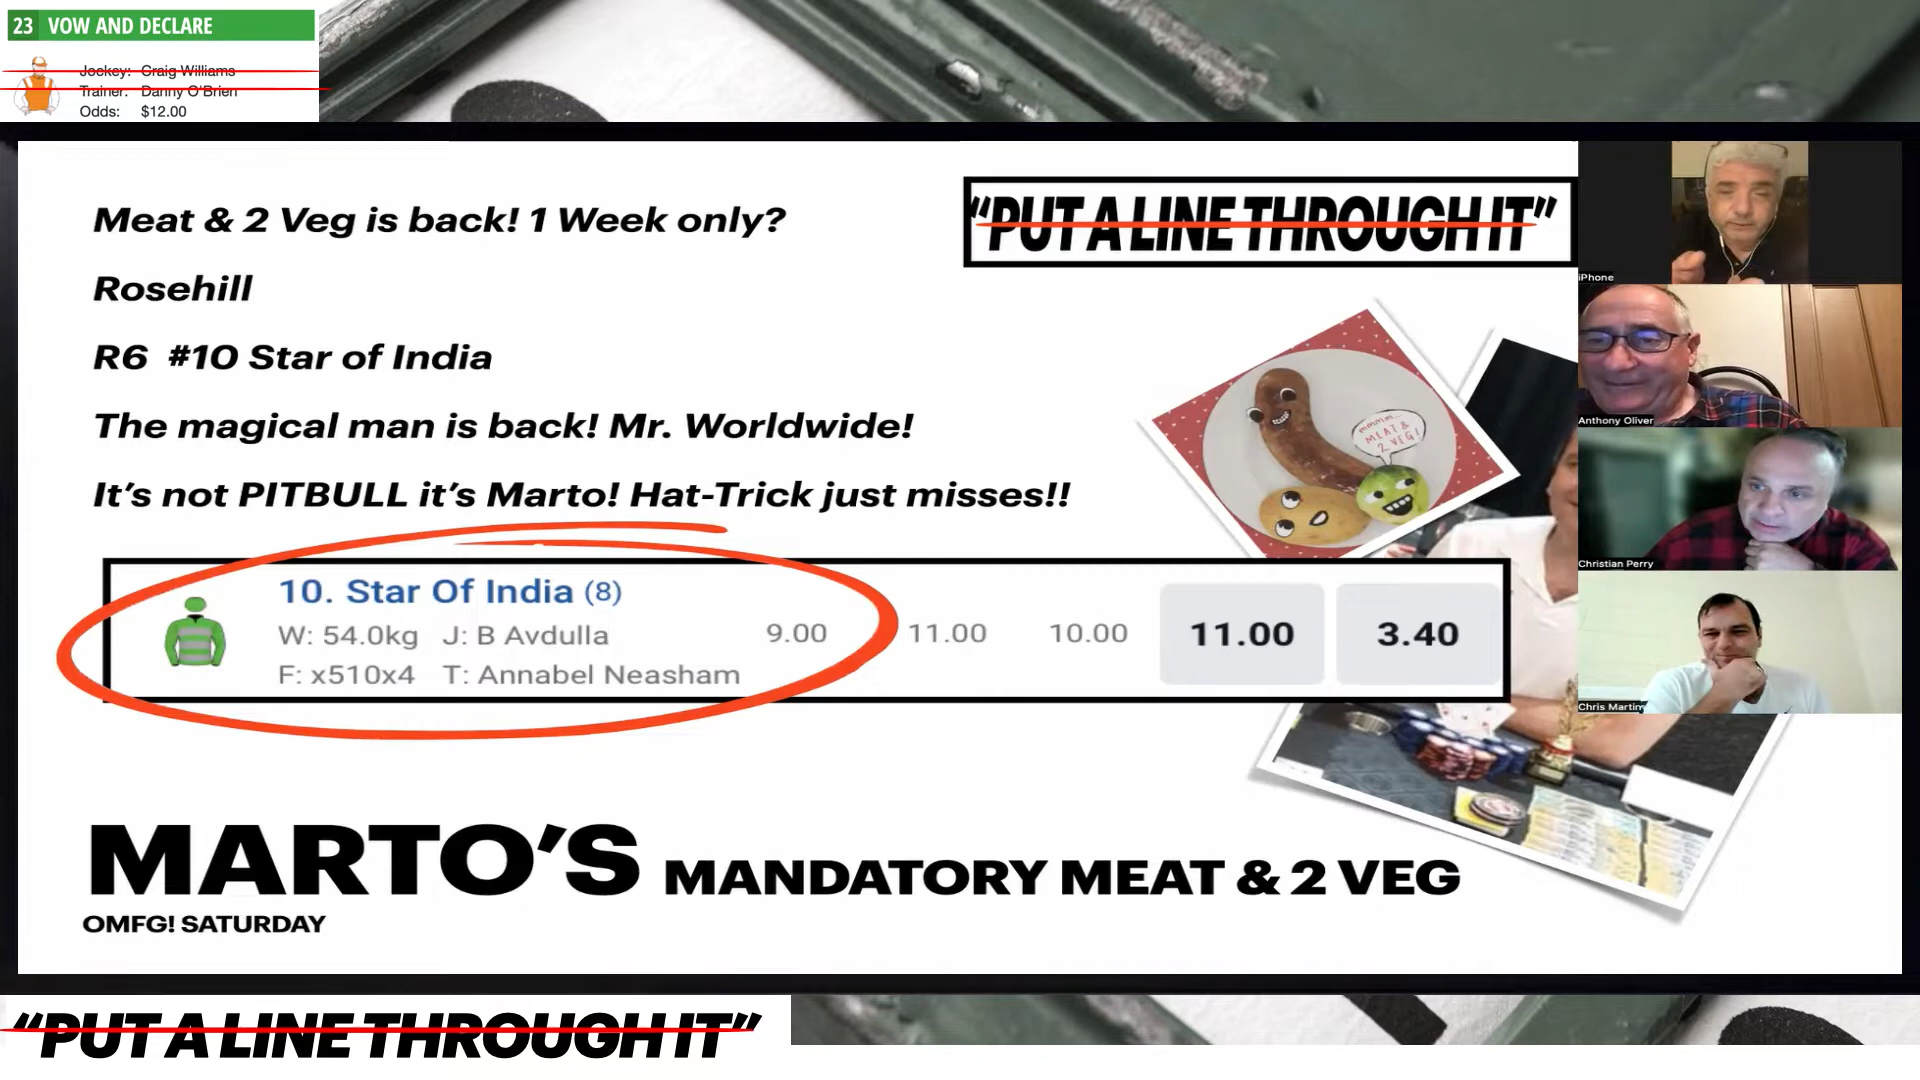 23 VOW AND DECLARE
Jockey: Craig Williams
Trainer: Danny O'Brien
Odds: $12.00
Meat & 2 Veg is back! 1 Week only?
"PUT A LINE THROUGH IT"
Rosehill
R6 #10 Star of India
The magical man is back! Mr. Worldwide!
It's not PITBULL it's Marto! Hat-Trick just misses!!
mmmm...
MEAT &
2 VEG!
iPhone
Anthony Oliver
Christian Perry
Chris Martin
10. Star Of India (8)
W: 54.0kg J: B Avdulla
F: x510x4 T: Annabel Neasham
9.00 11.00 10.00 11.00 3.40
MARTO'S MANDATORY MEAT & 2 VEG
OMFG! SATURDAY
"PUT A LINE THROUGH IT"